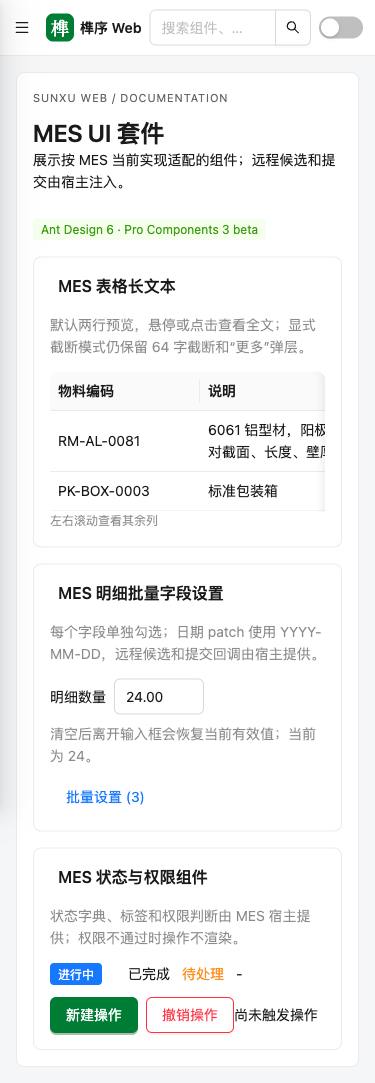 榫 榫序 Web 搜索组件、...
SUNXU WEB / DOCUMENTATION
MES UI 套件
展示按 MES 当前实现适配的组件；远程候选和提
交由宿主注入。
Ant Design 6 · Pro Components 3 beta
MES 表格长文本
默认两行预览，悬停或点击查看全文；显式
截断模式仍保留 64 字截断和“更多”弹层。
物料编码 说明
RM-AL-0081
6061 铝型材，阳极
对截面、长度、壁厚
PK-BOX-0003 标准包装箱
左右滚动查看其余列
MES 明细批量字段设置
每个字段单独勾选；日期 patch 使用 YYYY-
MM-DD，远程候选和提交回调由宿主提供。
明细数量 24.00
清空后离开输入框会恢复当前有效值；当前
为 24。
批量设置 (3)
MES 状态与权限组件
状态字典、标签和权限判断由 MES 宿主提
供；权限不通过时操作不渲染。
进行中 已完成 待处理 -
新建操作 撤销操作 尚未触发操作